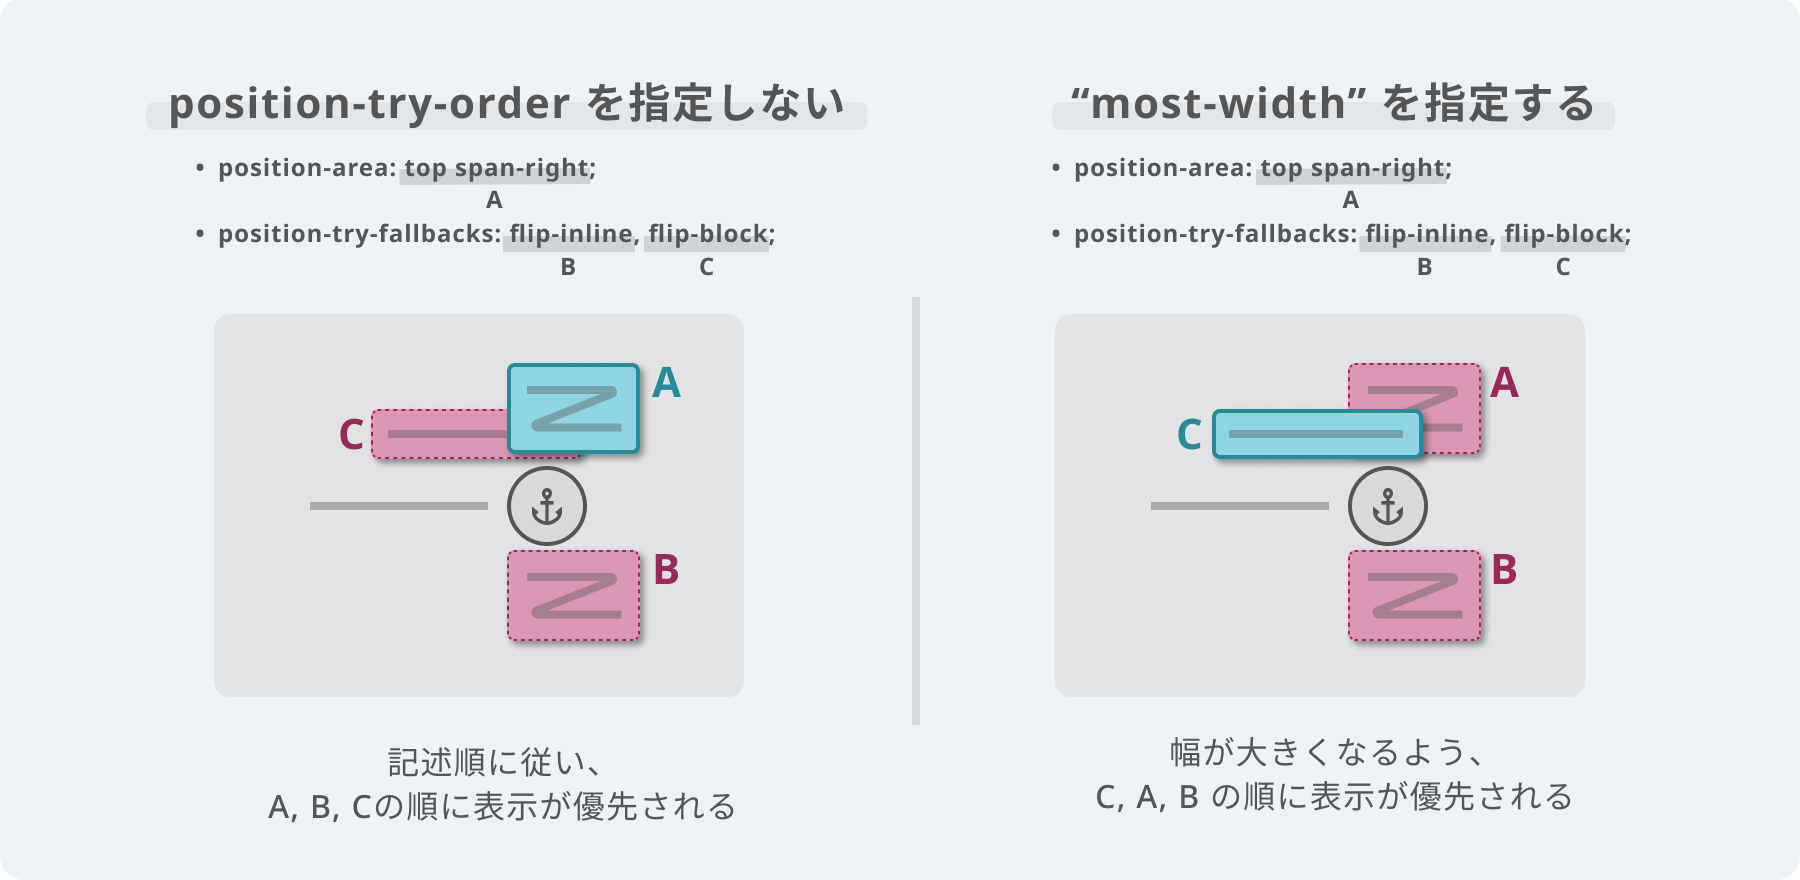 position-try-order を指定しない
• position-area: top span-right;
A
• position-try-fallbacks: flip-inline, flip-block;
B C
A
C
B
記述順に従い、
A, B, Cの順に表示が優先される
“most-width” を指定する
• position-area: top span-right;
A
• position-try-fallbacks: flip-inline, flip-block;
B C
A
C
B
幅が大きくなるよう、
C, A, B の順に表示が優先される